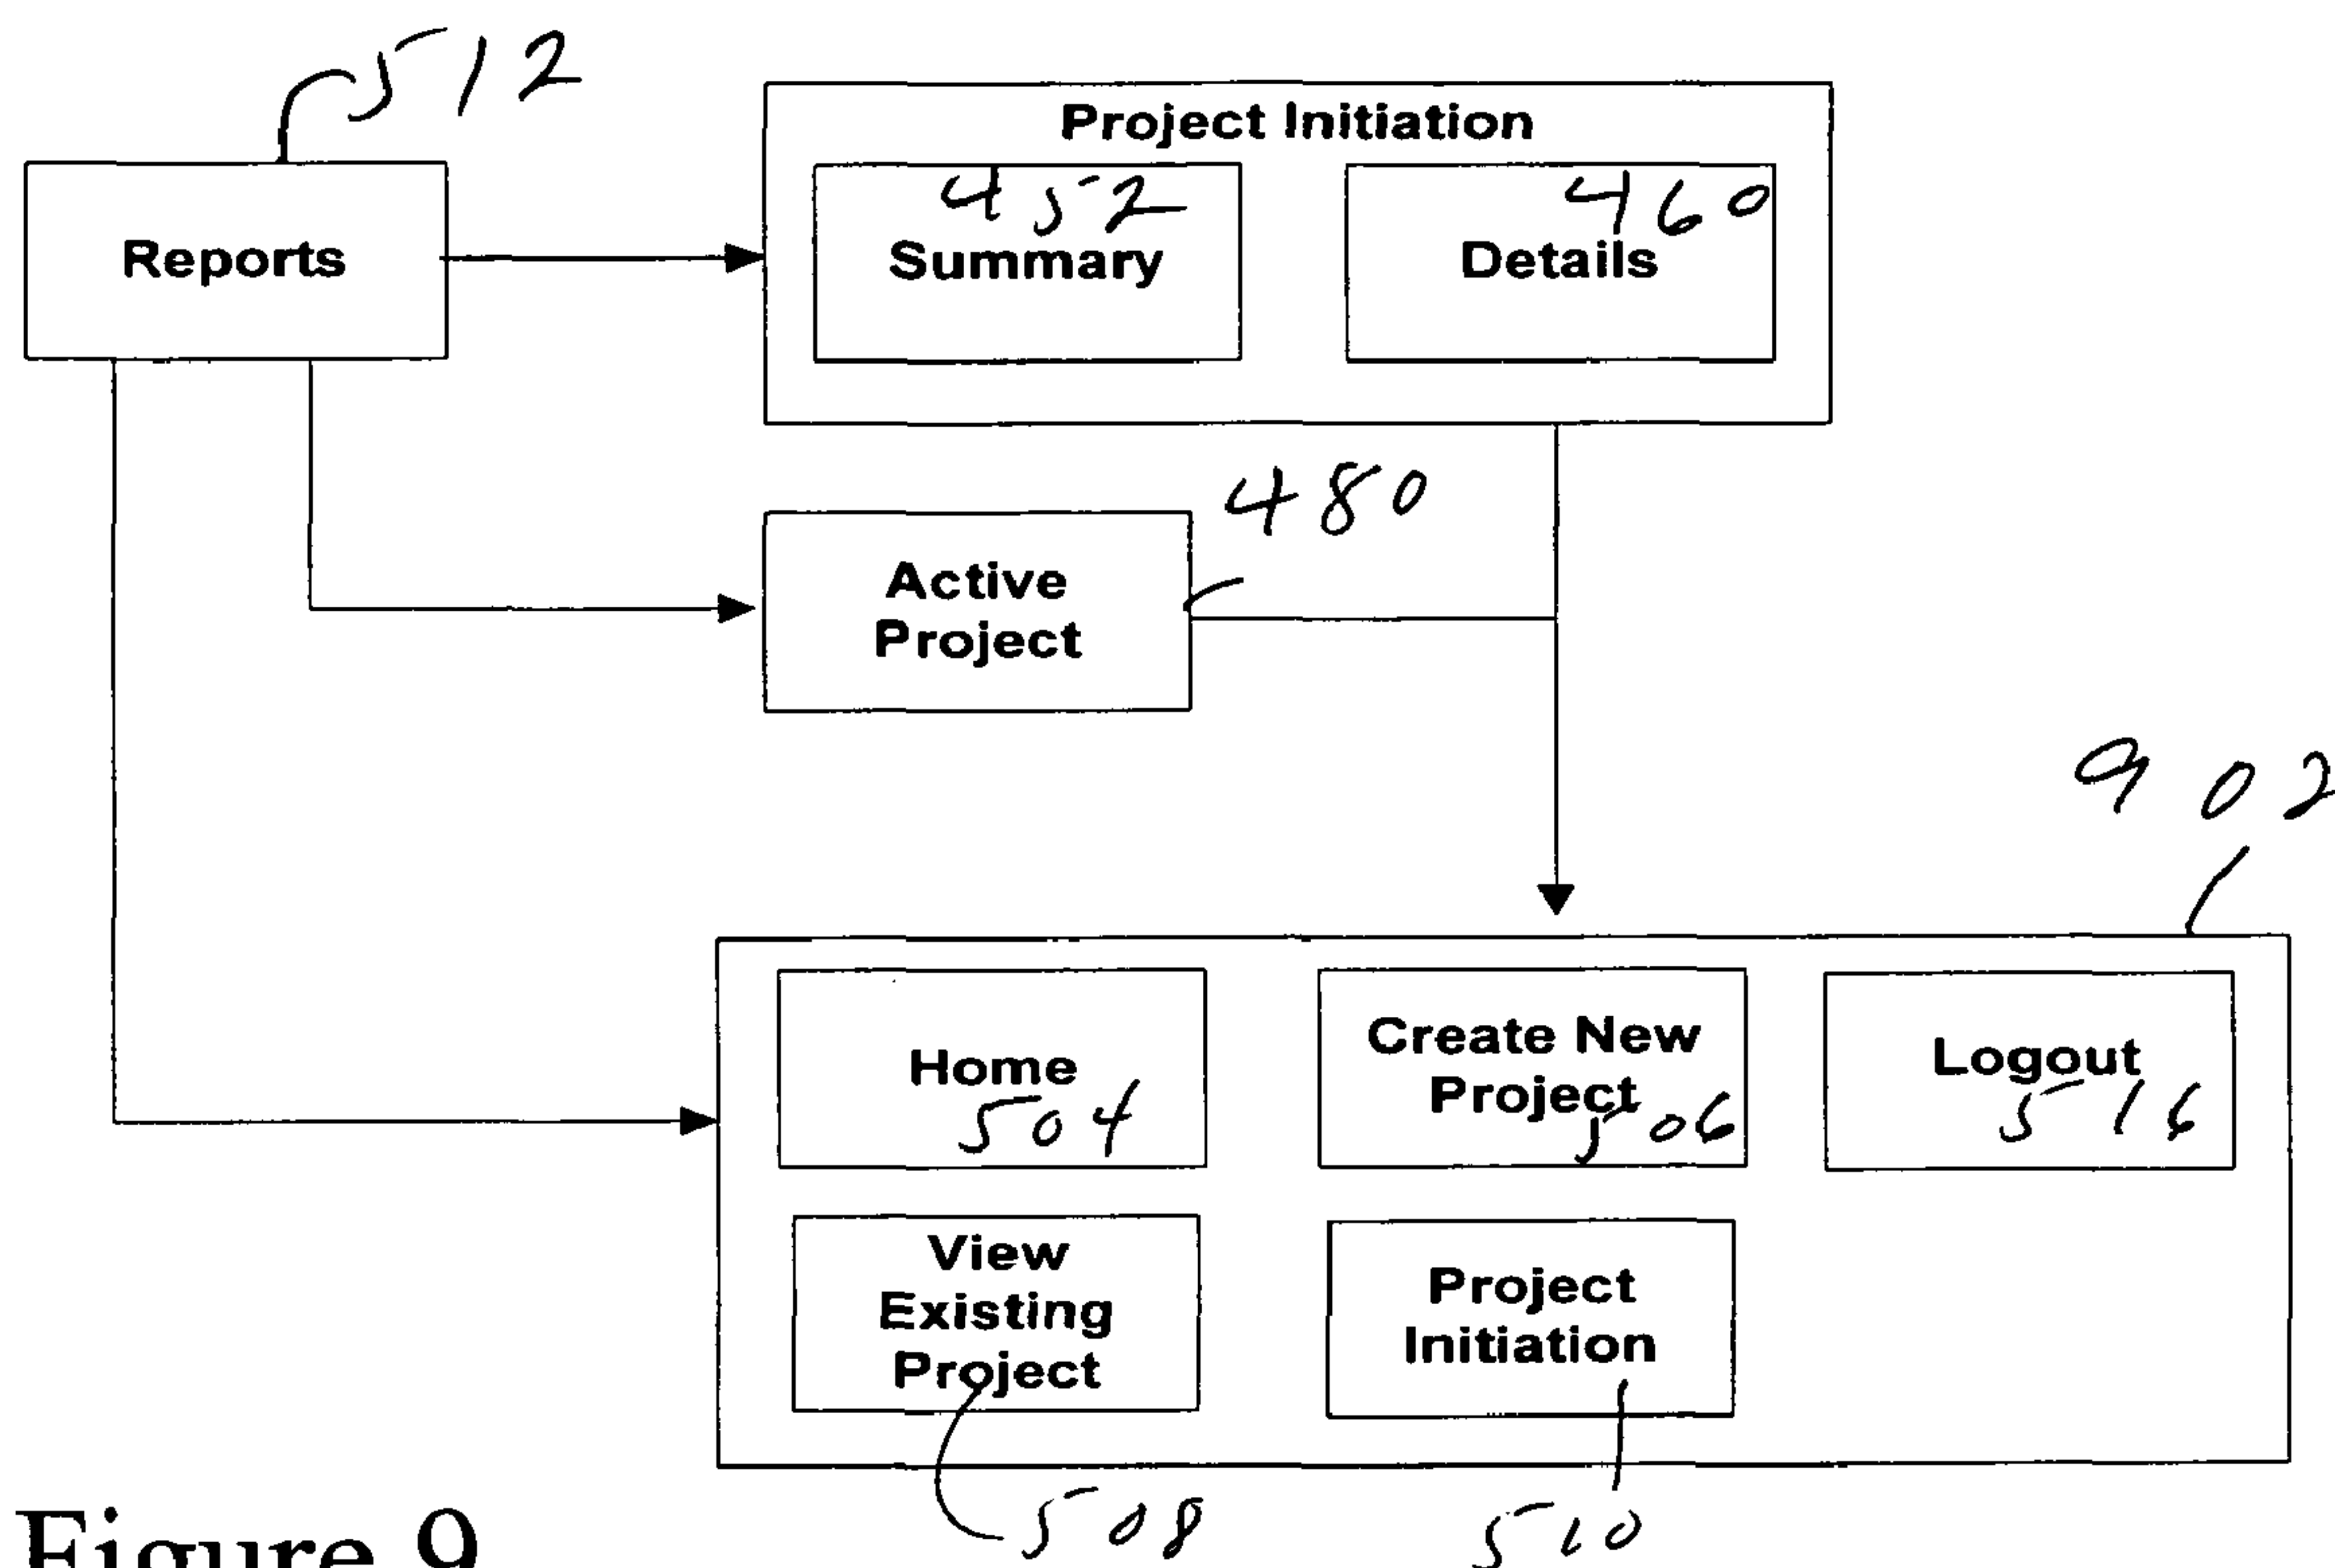 512
Project Initiation
Reports
452
Summary
460
Details
480
Active
Project
902
Home
504
Create New
Project
506
Logout
516
View
Existing
Project
508
Project
Initiation
510
Figure 9